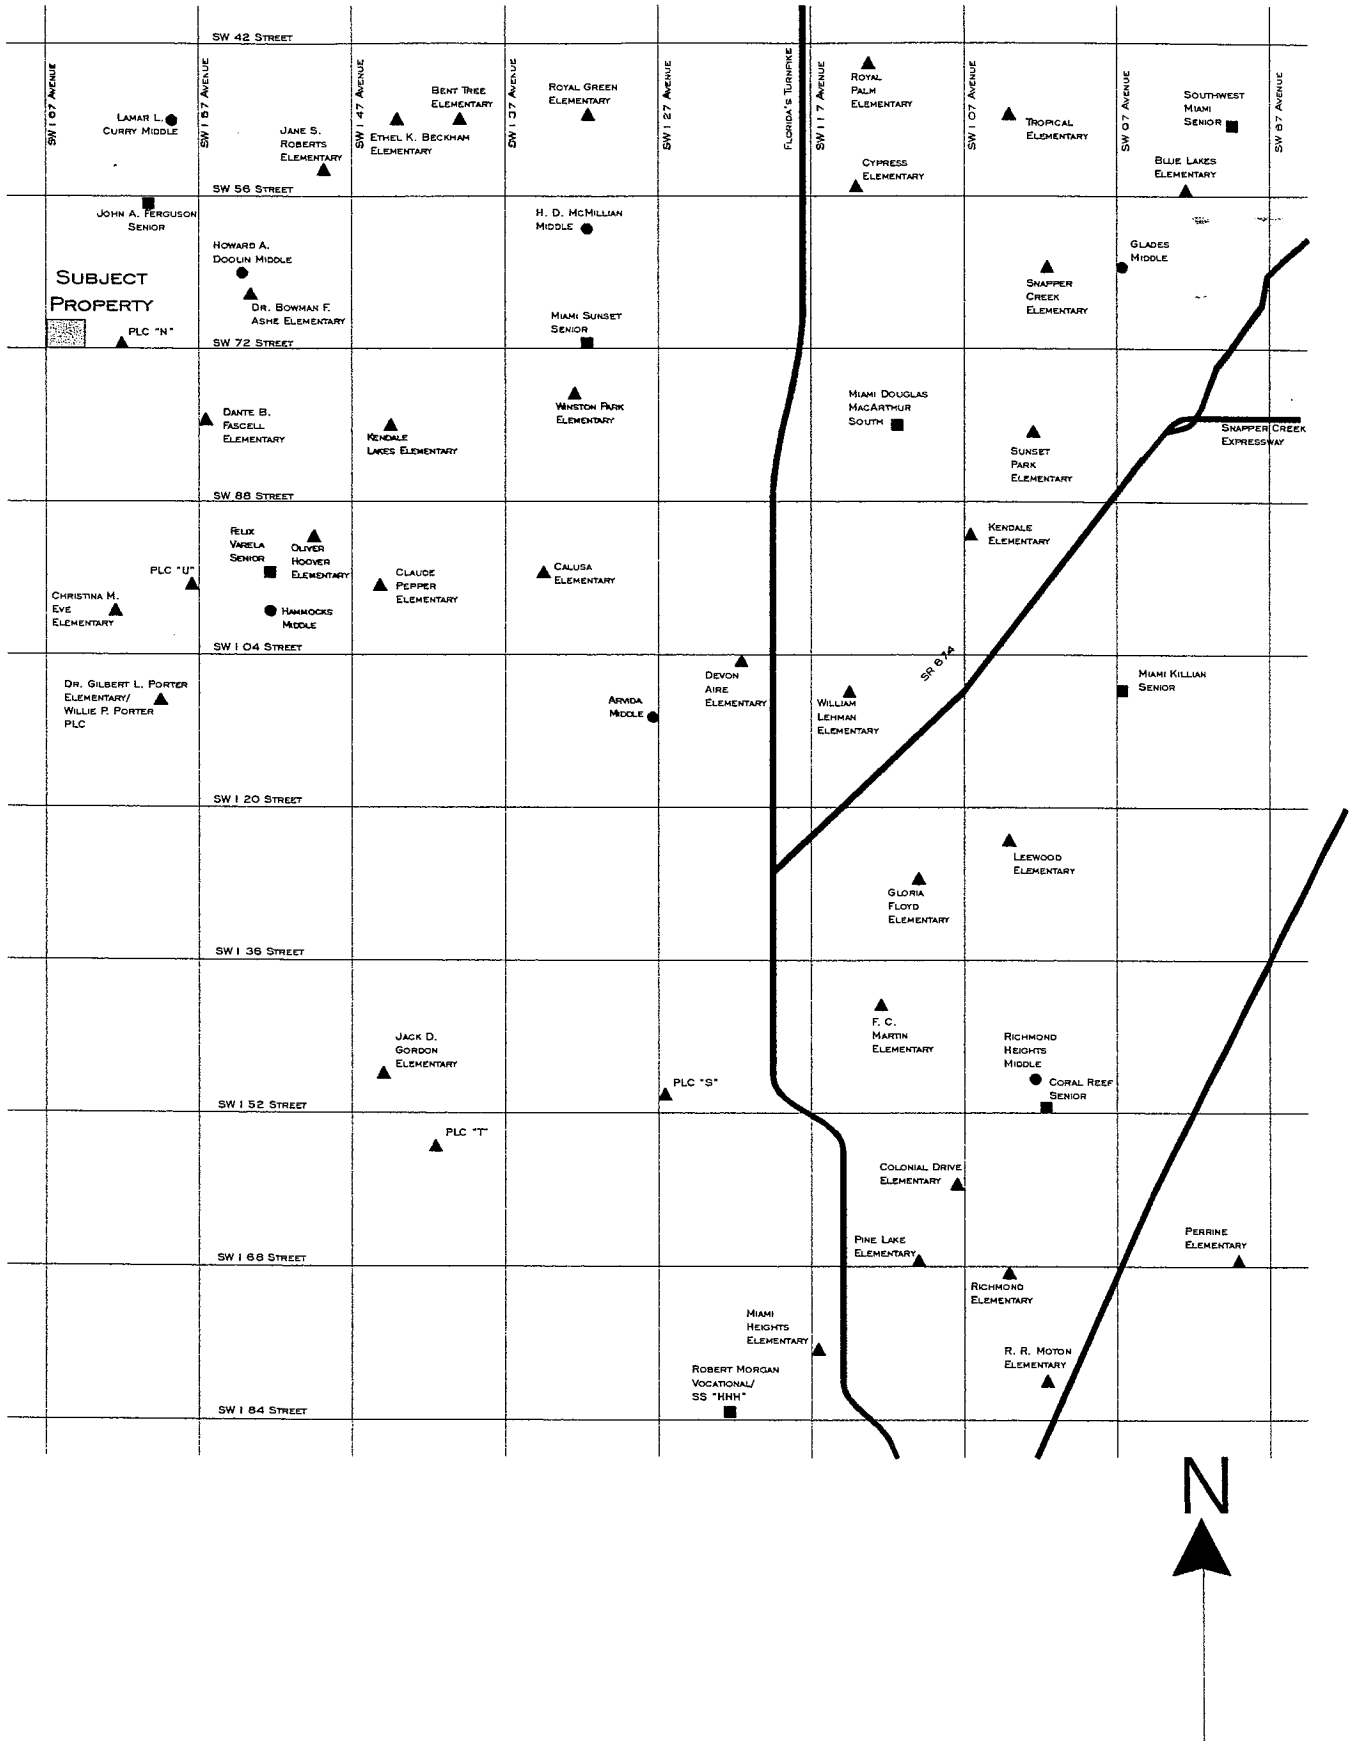 SW 42 STREET
SW 167 AVENUE
SW 157 AVENUE
SW 147 AVENUE
SW 137 AVENUE
SW 127 AVENUE
FLORIDA'S TURNPIKE
SW 117 AVENUE
SW 107 AVENUE
SW 97 AVENUE
SW 87 AVENUE
LAMAR L.
CURRY MIDDLE
JANE S.
ROBERTS
ELEMENTARY
BENT TREE
ELEMENTARY
ETHEL K. BECKHAM
ELEMENTARY
ROYAL GREEN
ELEMENTARY
ROYAL
PALM
ELEMENTARY
TROPICAL
ELEMENTARY
SOUTHWEST
MIAMI
SENIOR
CYPRESS
ELEMENTARY
BLUE LAKES
ELEMENTARY
SW 56 STREET
JOHN A. FERGUSON
SENIOR
HOWARD A.
DOOLIN MIDDLE
H. D. MCMILLIAN
MIDDLE
GLADES
MIDDLE
SUBJECT
PROPERTY
DR. BOWMAN F.
ASHE ELEMENTARY
SNAPPER
CREEK
ELEMENTARY
PLC "N"
MIAMI SUNSET
SENIOR
SW 72 STREET
DANTE B.
FASCELL
ELEMENTARY
KENDALE
LAKES ELEMENTARY
WINSTON PARK
ELEMENTARY
MIAMI DOUGLAS
MACARTHUR
SOUTH
SUNSET
PARK
ELEMENTARY
SNAPPER CREEK
EXPRESSWAY
SW 88 STREET
FELIX
VARELA
SENIOR
OLIVER
HOOVER
ELEMENTARY
KENDALE
ELEMENTARY
PLC "U"
CLAUDE
PEPPER
ELEMENTARY
CALUSA
ELEMENTARY
CHRISTINA M.
EVE
ELEMENTARY
HAMMOCKS
MIDDLE
SW 104 STREET
DR. GILBERT L. PORTER
ELEMENTARY/
WILLIE P. PORTER
PLC
ARVIDA
MIDDLE
DEVON
AIRE
ELEMENTARY
WILLIAM
LEHMAN
ELEMENTARY
SR 874
MIAMI KILLIAN
SENIOR
SW 120 STREET
LEEWOOD
ELEMENTARY
GLORIA
FLOYD
ELEMENTARY
SW 136 STREET
JACK D.
GORDON
ELEMENTARY
F. C.
MARTIN
ELEMENTARY
RICHMOND
HEIGHTS
MIDDLE
PLC "S"
CORAL REEF
SENIOR
SW 152 STREET
PLC "T"
COLONIAL DRIVE
ELEMENTARY
PINE LAKE
ELEMENTARY
PERRINE
ELEMENTARY
SW 168 STREET
RICHMOND
ELEMENTARY
MIAMI
HEIGHTS
ELEMENTARY
R. R. MOTON
ELEMENTARY
ROBERT MORGAN
VOCATIONAL/
SS "HHH"
SW 184 STREET
N